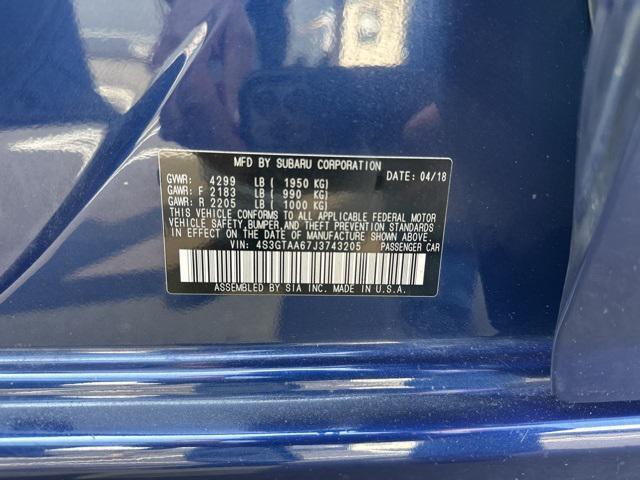 MFD BY SUBARU CORPORATION
GVWR: 4299 LB ( 1950 KG) DATE: 04/18
GAWR: F 2183 LB ( 990 KG)
GAWR: R 2205 LB ( 1000 KG)
THIS VEHICLE CONFORMS TO ALL APPLICABLE FEDERAL MOTOR
VEHICLE SAFETY, BUMPER, AND THEFT PREVENTION STANDARDS
IN EFFECT ON THE DATE OF MANUFACTURE SHOWN ABOVE.
VIN: 4S3GTAA67J3743205 PASSENGER CAR
ASSEMBLED BY SIA INC. MADE IN U.S.A.